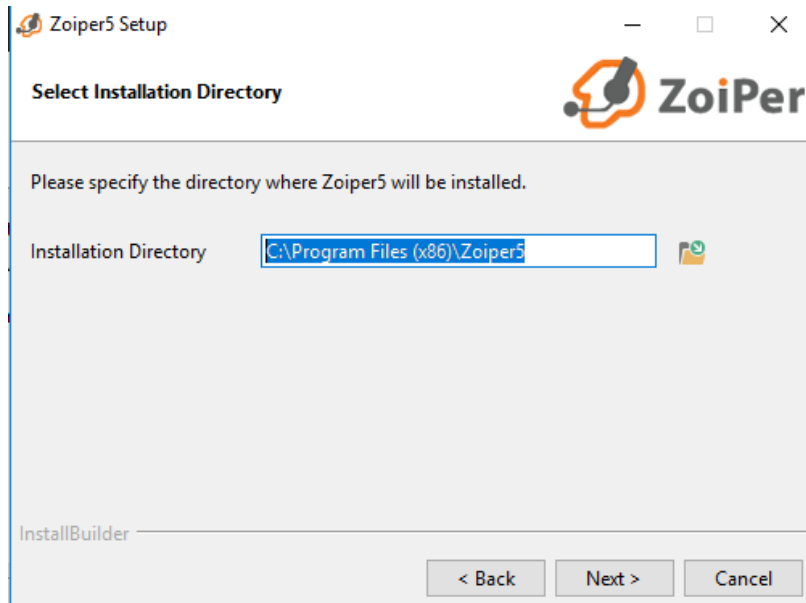 Zoiper5 Setup
Select Installation Directory
ZoiPer
Please specify the directory where Zoiper5 will be installed.
Installation Directory C:\Program Files (x86)\Zoiper5
InstallBuilder
< Back Next > Cancel